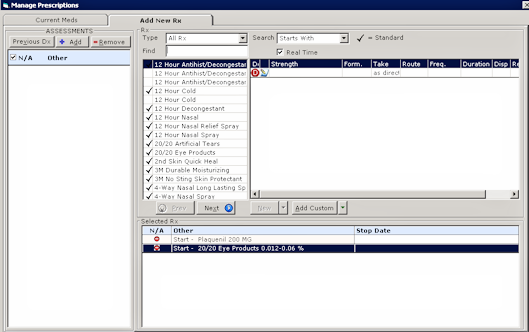 Manage Prescriptions
Current Meds
Add New Rx
ASSESSMENTS
Previous Dx
Add
Remove
N/A Other
Rx
Type All Rx
Find
Search Starts With
= Standard
Real Time
12 Hour Antihist/Decongestant
12 Hour Antihist/Decongestant
12 Hour Antihist/Decongestant
12 Hour Cold
12 Hour Cold
12 Hour Decongestant
12 Hour Nasal
12 Hour Nasal Relief Spray
12 Hour Nasal Spray
20/20 Artificial Tears
20/20 Eye Products
2nd Skin Quick Heal
3M Durable Moisturizing
3M No Sting Skin Protectant
4-Way Nasal Long Lasting Sp
4-Way Nasal Spray
Strength Form. Take Route Freq. Duration Disp Re
D as direct
Prev
Next
New
Add Custom
Selected Rx
N/A Other Stop Date
Start - Plaquenil 200 MG
Start - 20/20 Eye Products 0.012-0.06 %